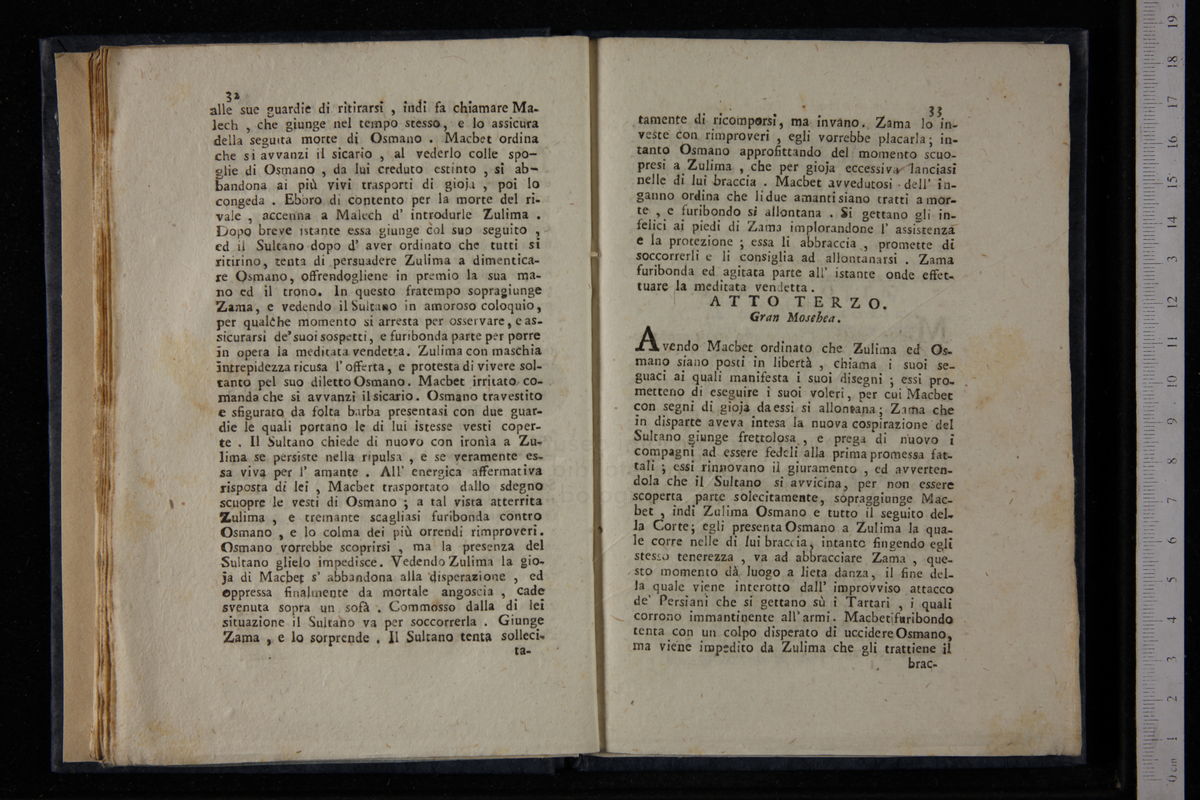 32
alle sue guardie di ritirarsi , indi fa chiamare Ma-
lech , che giunge nel tempo stesso, e lo assicura
della seguita morte di Osmano . Macbet ordina
che si avvanzi il sicario , al vederlo colle spo-
glie di Osmano , da lui creduto estinto , si ab-
bandona ai più vivi trasporti di gioja , poi lo
congeda . Eboro di contento per la morte del ri-
vale , accenna a Malech d' introdurle Zulima .
Dopo breve istante essa giunge col suo seguito ,
ed il Sultano dopo d' aver ordinato che tutti si
ritirino, tenta di persuadere Zulima a dimentica-
re Osmano, offrendogliene in premio la sua ma-
no ed il trono. In questo fratempo sopragiunge
Zama, e vedendo il Sultano in amoroso coloquio,
per qualche momento si arresta per osservare, e as-
sicurarsi de' suoi sospetti, e furibonda parte per porre
in opera la meditata vendetta. Zulima con maschia
intrepidezza ricusa l' offerta, e protesta di vivere sol-
tanto pel suo diletto Osmano. Macbet irritato co-
manda che si avvanzi il sicario. Osmano travestito
e sfigurato da folta barba presentasi con due guar-
die le quali portano le di lui istesse vesti coper-
te . Il Sultano chiede di nuovo con ironìa a Zu-
lima se persiste nella ripulsa , e se veramente es-
sa viva per l' amante . All' energica affermativa
risposta di lei , Macbet trasportato dallo sdegno
scuopre le vesti di Osmano ; a tal vista atterrita
Zulima , e tremante scagliasi furibonda contro
Osmano , e lo colma dei più orrendi rimproveri.
Osmano vorrebbe scoprirsi , ma la presenza del
Sultano glielo impedisce. Vedendo Zulima la gio-
ja di Macbet s' abbandona alla disperazione , ed
oppressa finalmente da mortale angoscia , cade
svenuta sopra un sofà . Commosso dalla di lei
situazione il Sultano va per soccorrerla . Giunge
Zama , e lo sorprende . Il Sultano tenta solleci-
ta-
33
tamente di ricomporsi, ma invano. Zama lo in-
veste con rimproveri , egli vorrebbe placarla; in-
tanto Osmano approfittando del momento scuo-
presi a Zulima , che per gioja eccessiva lanciasi
nelle di lui braccia . Macbet avvedutosi dell' in-
ganno ordina che li due amanti siano tratti a mor-
te , e furibondo si allontana . Si gettano gli in-
felici ai piedi di Zama implorandone l' assistenza
e la protezione ; essa li abbraccia , promette di
soccorrerli e li consiglia ad allontanarsi . Zama
furibonda ed agitata parte all' istante onde effet-
tuare la meditata vendetta .
ATTO TERZO.
Gran Moschea.
Avendo Macbet ordinato che Zulima ed Os-
mano siano posti in libertà , chiama i suoi se-
guaci ai quali manifesta i suoi disegni ; essi pro-
metteno di eseguire i suoi voleri, per cui Macbet
con segni di gioja da essi si allontana; Zama che
in disparte aveva intesa la nuova cospirazione del
Sultano giunge frettolosa , e prega di nuovo i
compagni ad essere fedeli alla prima promessa fat-
tali ; essi rinnovano il giuramento , ed avverten-
dola che il Sultano si avvicina, per non essere
scoperta parte solecitamente, sopraggiunge Mac-
bet , indi Zulima Osmano e tutto il seguito del-
la Corte; egli presenta Osmano a Zulima la qua-
le corre nelle di lui braccia, intanto fingendo egli
stesso tenerezza , va ad abbracciare Zama , que-
sto momento dà luogo a lieta danza, il fine del-
la quale viene interotto dall' improvviso attacco
de' Persiani che si gettano sù i Tartari , i quali
corrono immantinente all' armi. Macbet furibondo
tenta con un colpo disperato di uccidere Osmano,
ma viene impedito da Zulima che gli trattiene il
brac-
0 cm 1 2 3 4 5 6 7 8 9 10 11 12 13 14 15 16 17 18 19